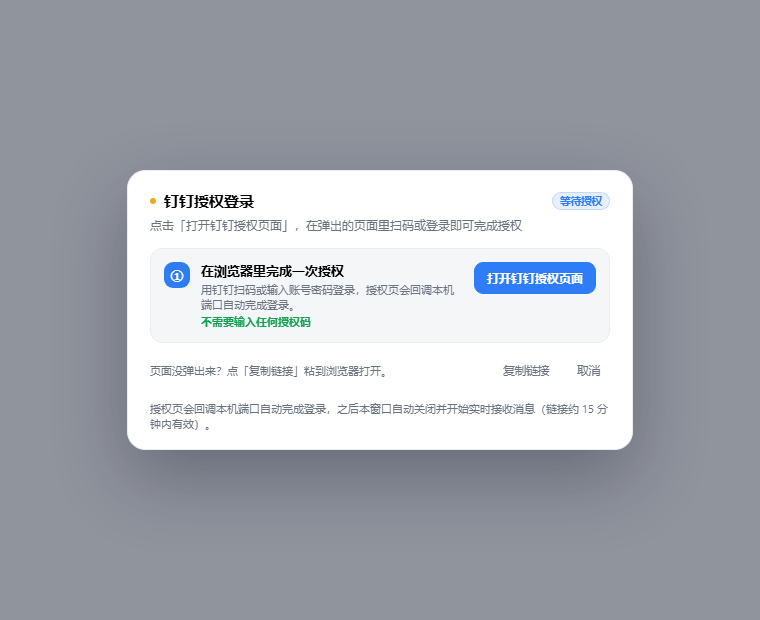 钉钉授权登录
等待授权
点击「打开钉钉授权页面」，在弹出的页面里扫码或登录即可完成授权
①
在浏览器里完成一次授权
用钉钉扫码或输入账号密码登录，授权页会回调本机
端口自动完成登录。
不需要输入任何授权码
打开钉钉授权页面
页面没弹出来？点「复制链接」粘到浏览器打开。
复制链接
取消
授权页会回调本机端口自动完成登录，之后本窗口自动关闭并开始实时接收消息（链接约 15 分
钟内有效）。